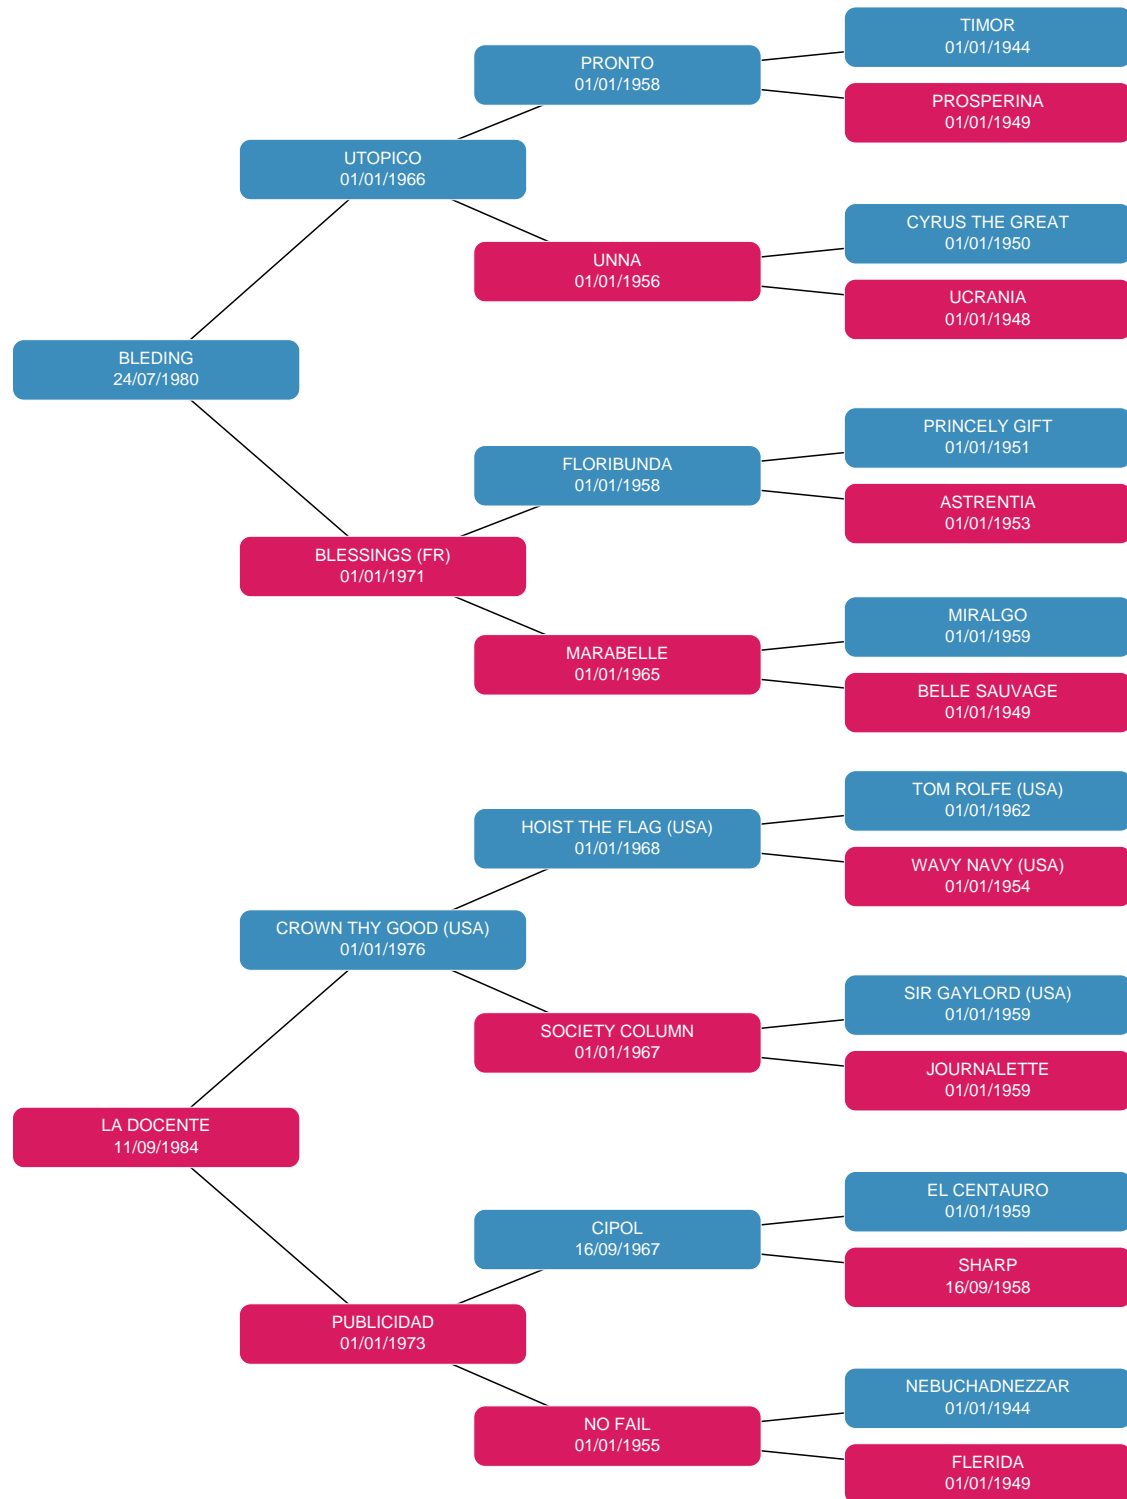 TIMOR
01/01/1944
PRONTO
01/01/1958
PROSPERINA
01/01/1949
UTOPICO
01/01/1966
CYRUS THE GREAT
01/01/1950
UNNA
01/01/1956
UCRANIA
01/01/1948
BLEDING
24/07/1980
PRINCELY GIFT
01/01/1951
FLORIBUNDA
01/01/1958
ASTRENTIA
01/01/1953
BLESSINGS (FR)
01/01/1971
MIRALGO
01/01/1959
MARABELLE
01/01/1965
BELLE SAUVAGE
01/01/1949
TOM ROLFE (USA)
01/01/1962
HOIST THE FLAG (USA)
01/01/1968
WAVY NAVY (USA)
01/01/1954
CROWN THY GOOD (USA)
01/01/1976
SIR GAYLORD (USA)
01/01/1959
SOCIETY COLUMN
01/01/1967
JOURNALETTE
01/01/1959
LA DOCENTE
11/09/1984
EL CENTAURO
01/01/1959
CIPOL
16/09/1967
SHARP
16/09/1958
PUBLICIDAD
01/01/1973
NEBUCHADNEZZAR
01/01/1944
NO FAIL
01/01/1955
FLERIDA
01/01/1949